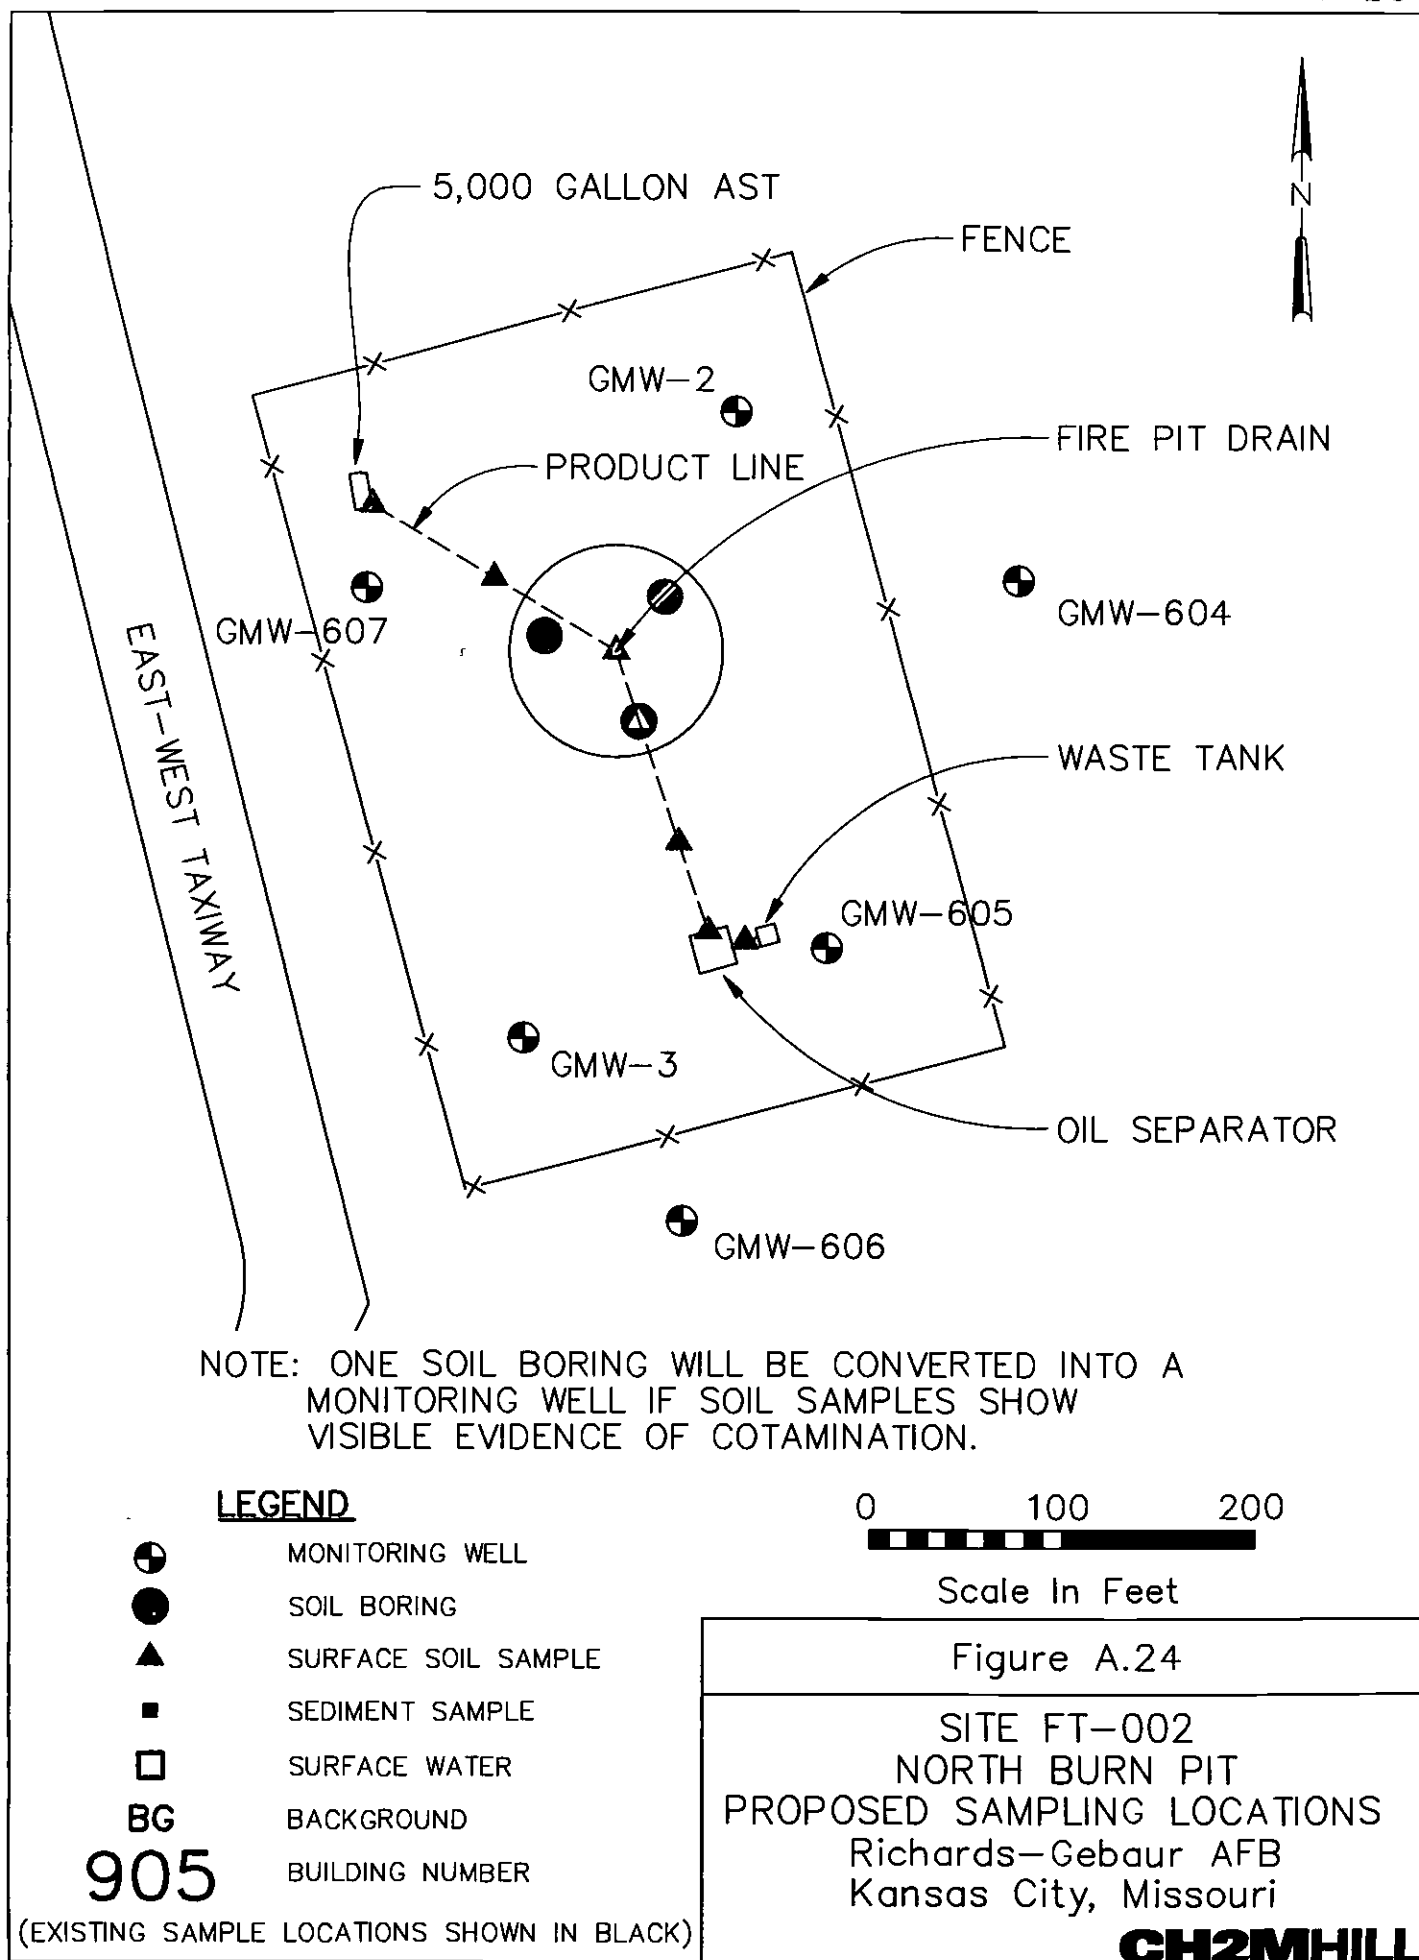 5,000 GALLON AST
FENCE
N
GMW-2
FIRE PIT DRAIN
PRODUCT LINE
GMW-604
GMW-607
EAST-WEST TAXIWAY
WASTE TANK
GMW-605
GMW-3
OIL SEPARATOR
GMW-606
NOTE: ONE SOIL BORING WILL BE CONVERTED INTO A
MONITORING WELL IF SOIL SAMPLES SHOW
VISIBLE EVIDENCE OF COTAMINATION.
LEGEND
MONITORING WELL
SOIL BORING
SURFACE SOIL SAMPLE
SEDIMENT SAMPLE
SURFACE WATER
BG BACKGROUND
905 BUILDING NUMBER
(EXISTING SAMPLE LOCATIONS SHOWN IN BLACK)
0 100 200
Scale In Feet
Figure A.24
SITE FT-002
NORTH BURN PIT
PROPOSED SAMPLING LOCATIONS
Richards-Gebaur AFB
Kansas City, Missouri
CH2MHILL